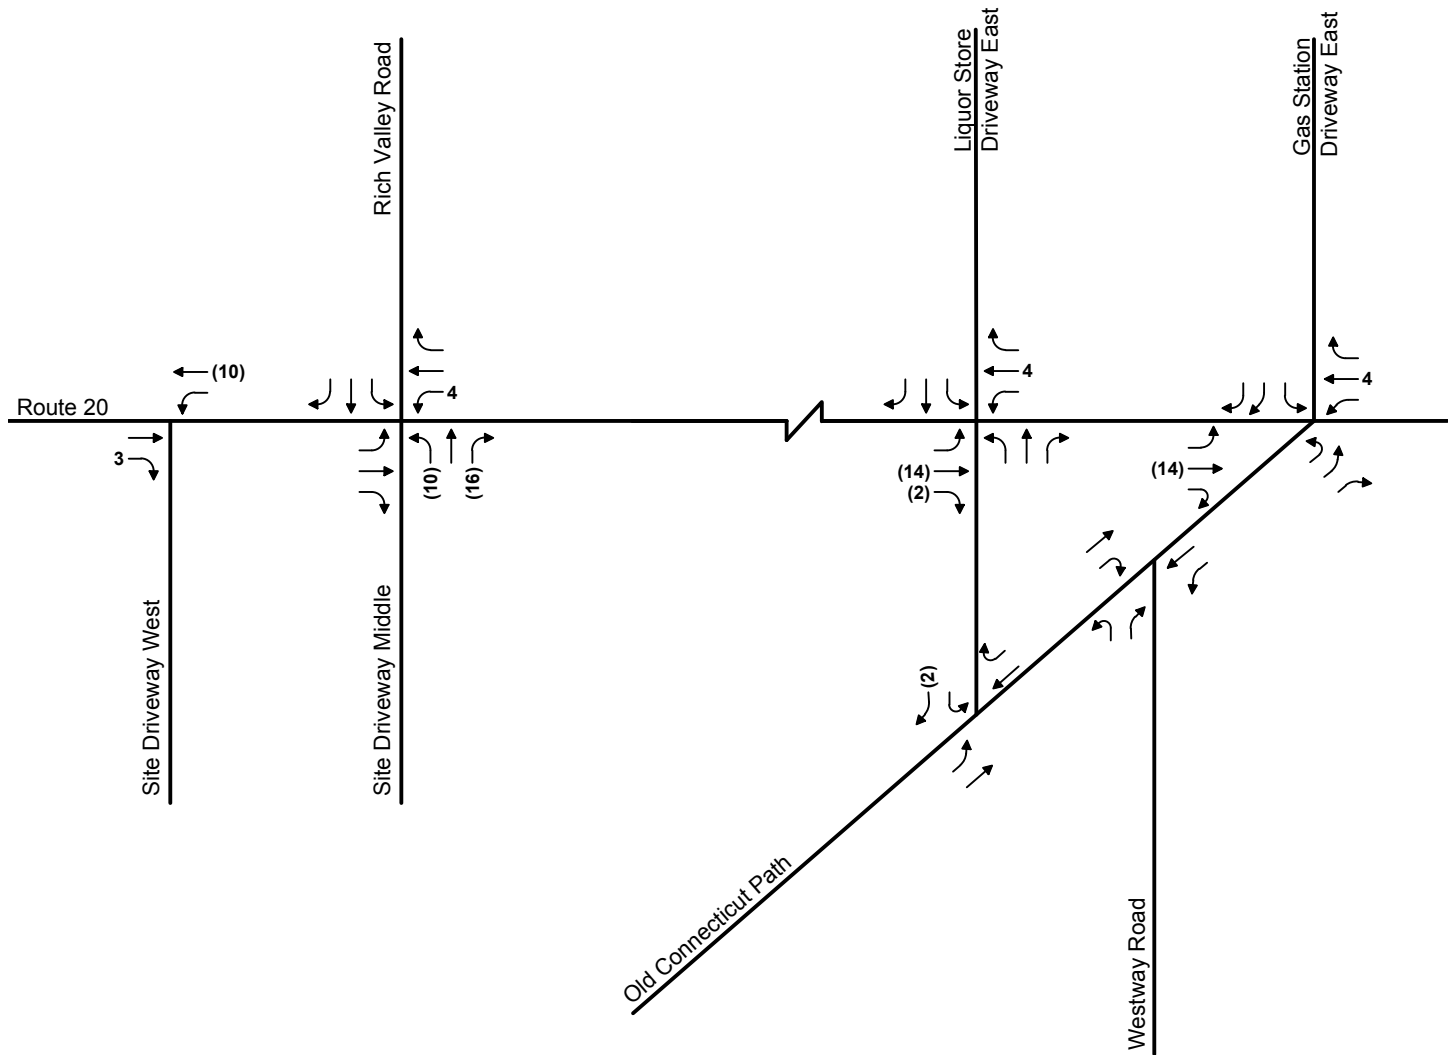 Rich Valley Road
Liquor Store
Driveway East
Gas Station
Driveway East
(10)
4
4
4
Route 20
3
(10)
(16)
(14)
(2)
(14)
(2)
Site Driveway West
Site Driveway Middle
Old Connecticut Path
Westway Road